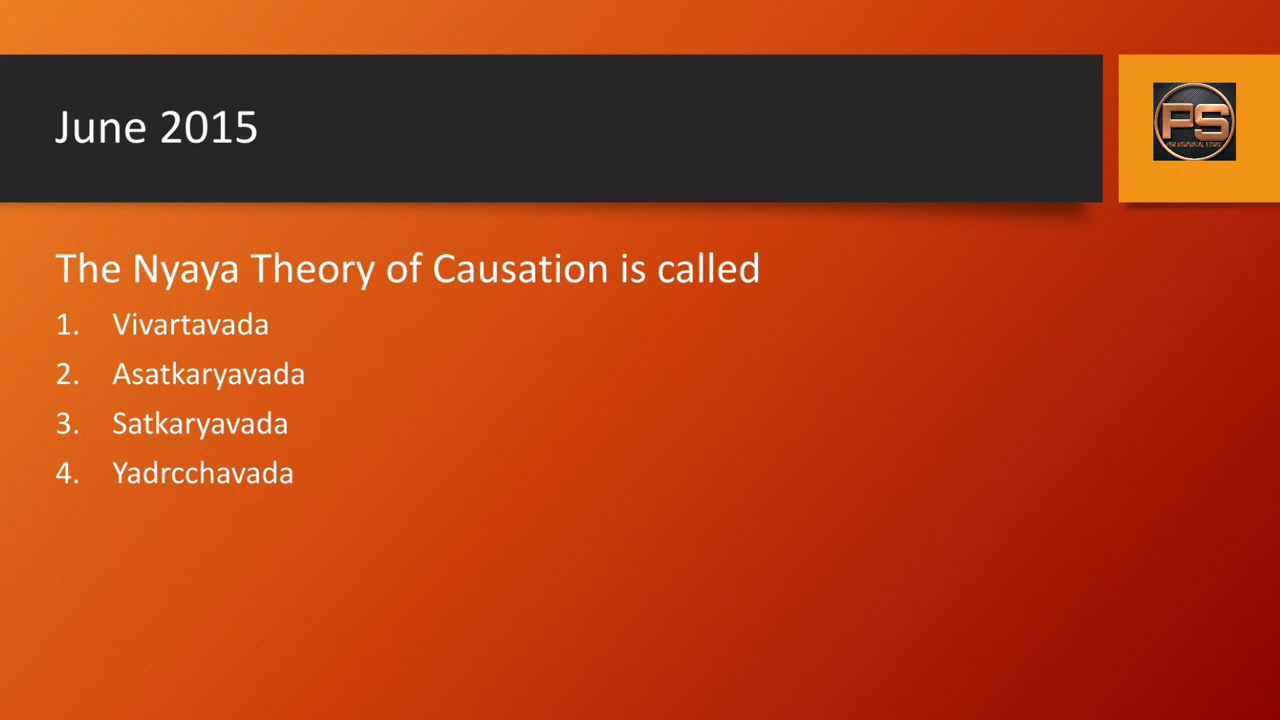 June 2015
PS
The Nyaya Theory of Causation is called
1. Vivartavada
2. Asatkaryavada
3. Satkaryavada
4. Yadrcchavada